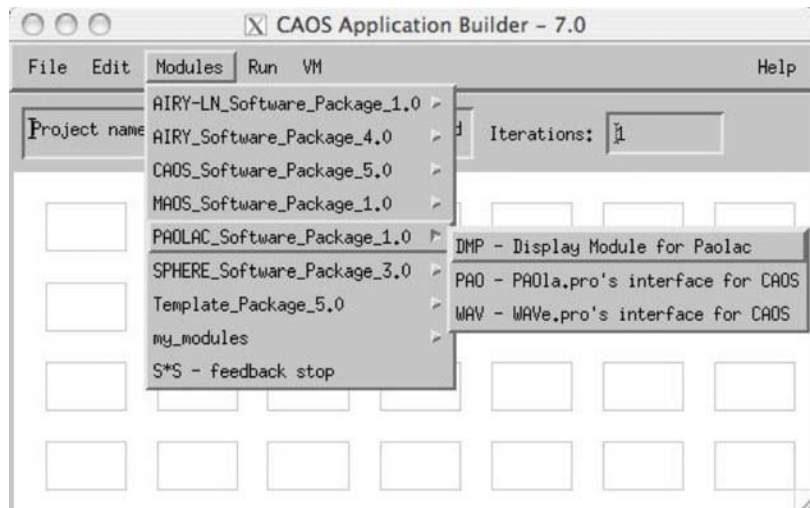 CAOS Application Builder - 7.0
File Edit Modules Run VM Help
Project name
Iterations: 1
AIRY-LN_Software_Package_1.0
AIRY_Software_Package_4.0
CAOS_Software_Package_5.0
MAOS_Software_Package_1.0
PAOLAC_Software_Package_1.0
SPHERE_Software_Package_3.0
Template_Package_5.0
my_modules
S*S - feedback stop
DMP - Display Module for Paolac
PAO - PAOla.pro's interface for CAOS
WAV - WAVe.pro's interface for CAOS